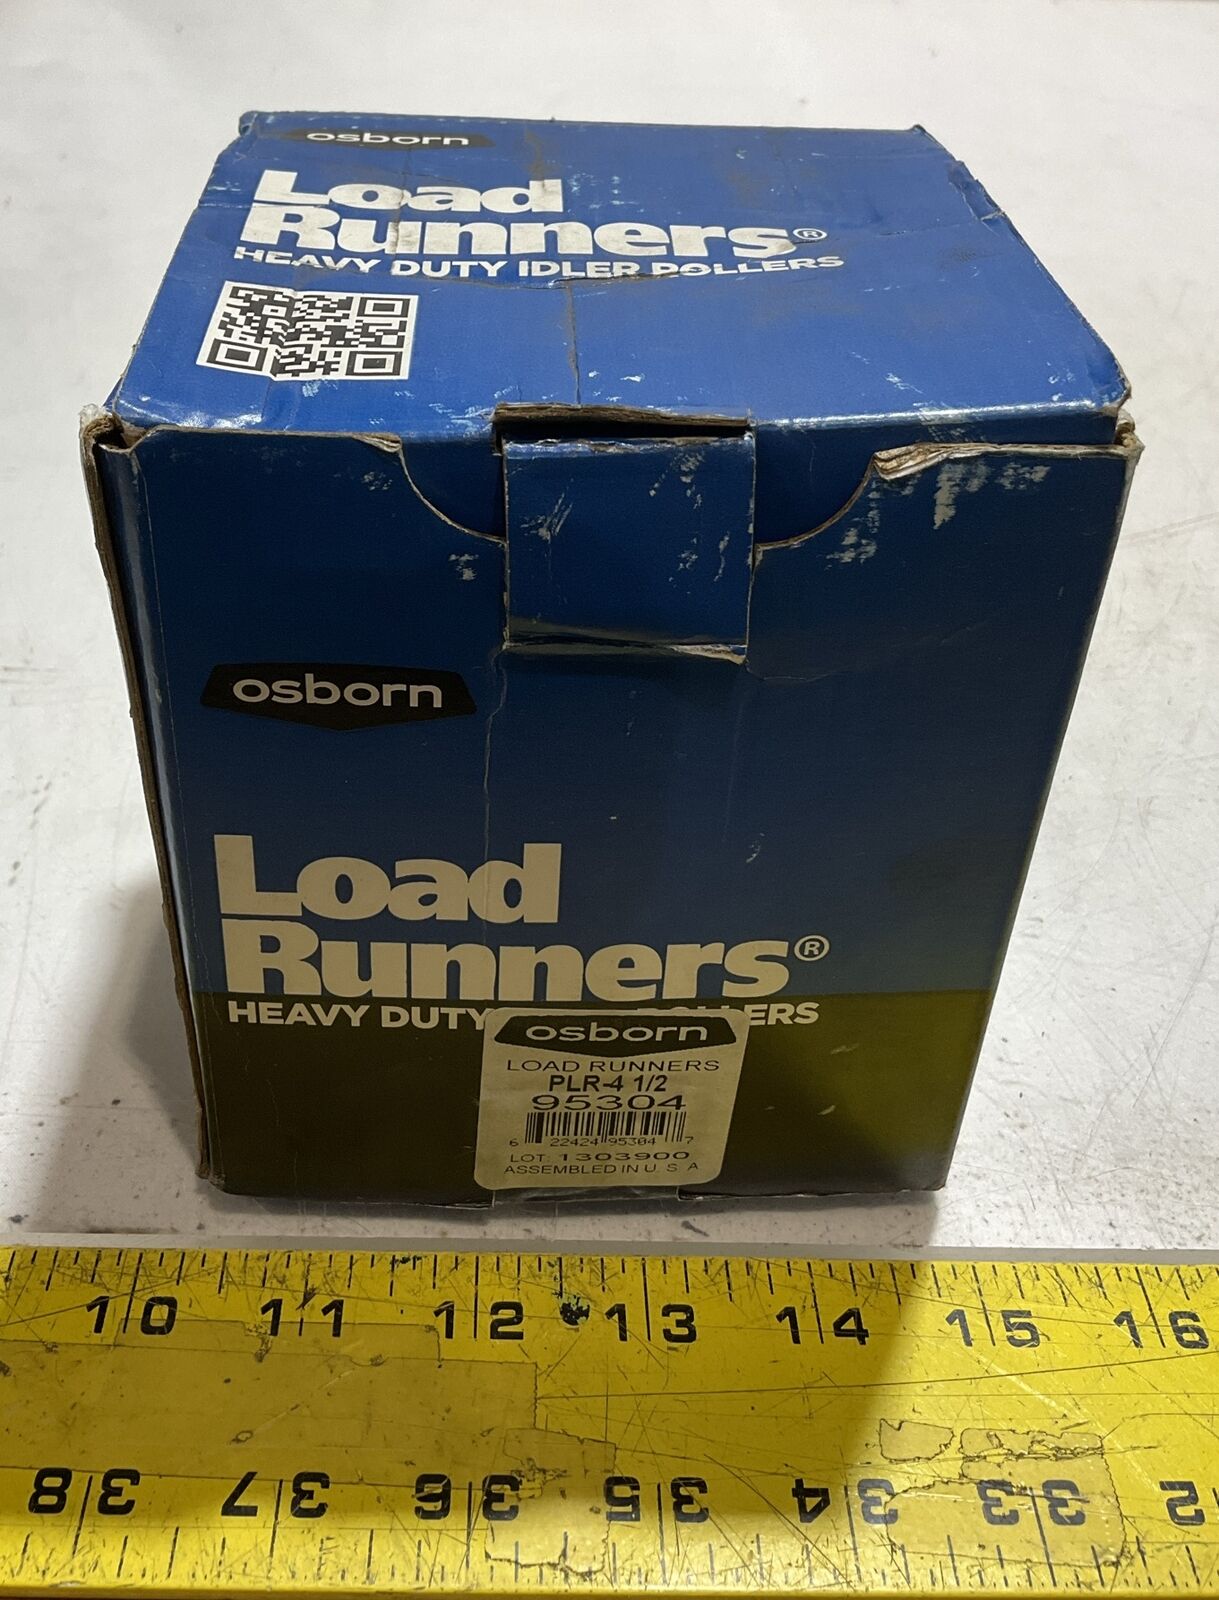 osborn
Load
Runners®
HEAVY DUTY IDLER ROLLERS
osborn
Load
Runners®
HEAVY DUTY ERS
osborn
LOAD RUNNERS
PLR-4 1/2
95304
6 22424 95304 7
LOT: 1303900
ASSEMBLED IN U. S. A
10 11 12 13 14 15 16
38 37 36 35 34 33 2